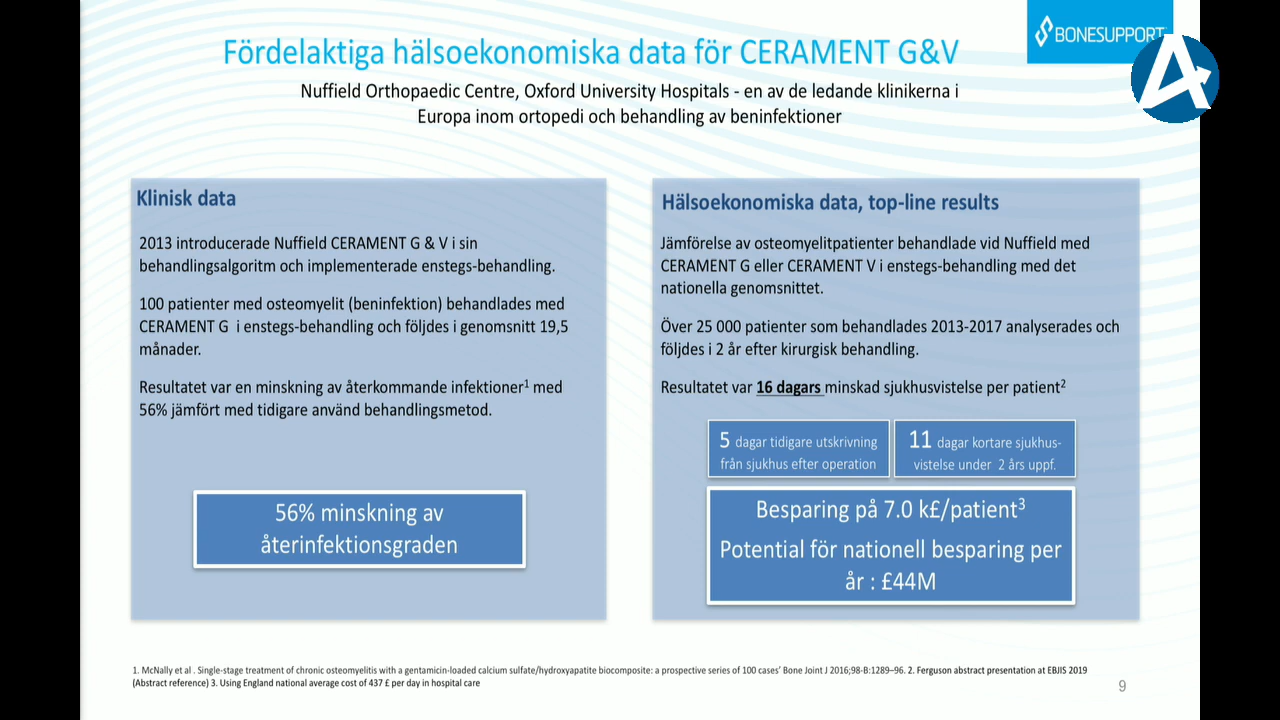 BONESUPPORT
Fördelaktiga hälsoekonomiska data för CERAMENT G&V
Nuffield Orthopaedic Centre, Oxford University Hospitals - en av de ledande klinikerna i
Europa inom ortopedi och behandling av beninfektioner
Klinisk data
2013 introducerade Nuffield CERAMENT G & V i sin
behandlingsalgoritm och implementerade enstegs-behandling.
100 patienter med osteomyelit (beninfektion) behandlades med
CERAMENT G i enstegs-behandling och följdes i genomsnitt 19,5
månader.
Resultatet var en minskning av återkommande infektioner1 med
56% jämfört med tidigare använd behandlingsmetod.
56% minskning av
återinfektionsgraden
Hälsoekonomiska data, top-line results
Jämförelse av osteomyelitpatienter behandlade vid Nuffield med
CERAMENT G eller CERAMENT V i enstegs-behandling med det
nationella genomsnittet.
Över 25 000 patienter som behandlades 2013-2017 analyserades och
följdes i 2 år efter kirurgisk behandling.
Resultatet var 16 dagars minskad sjukhusvistelse per patient2
5 dagar tidigare utskrivning
från sjukhus efter operation
11 dagar kortare sjukhus-
vistelse under 2 års uppf.
Besparing på 7.0 k£/patient3
Potential för nationell besparing per
år : £44M
1. McNally et al . Single-stage treatment of chronic osteomyelitis with a gentamicin-loaded calcium sulfate/hydroxyapatite biocomposite: a prospective series of 100 cases' Bone Joint J 2016;98-B:1289–96. 2. Ferguson abstract presentation at EBJIS 2019
(Abstract reference) 3. Using England national average cost of 437 £ per day in hospital care
9